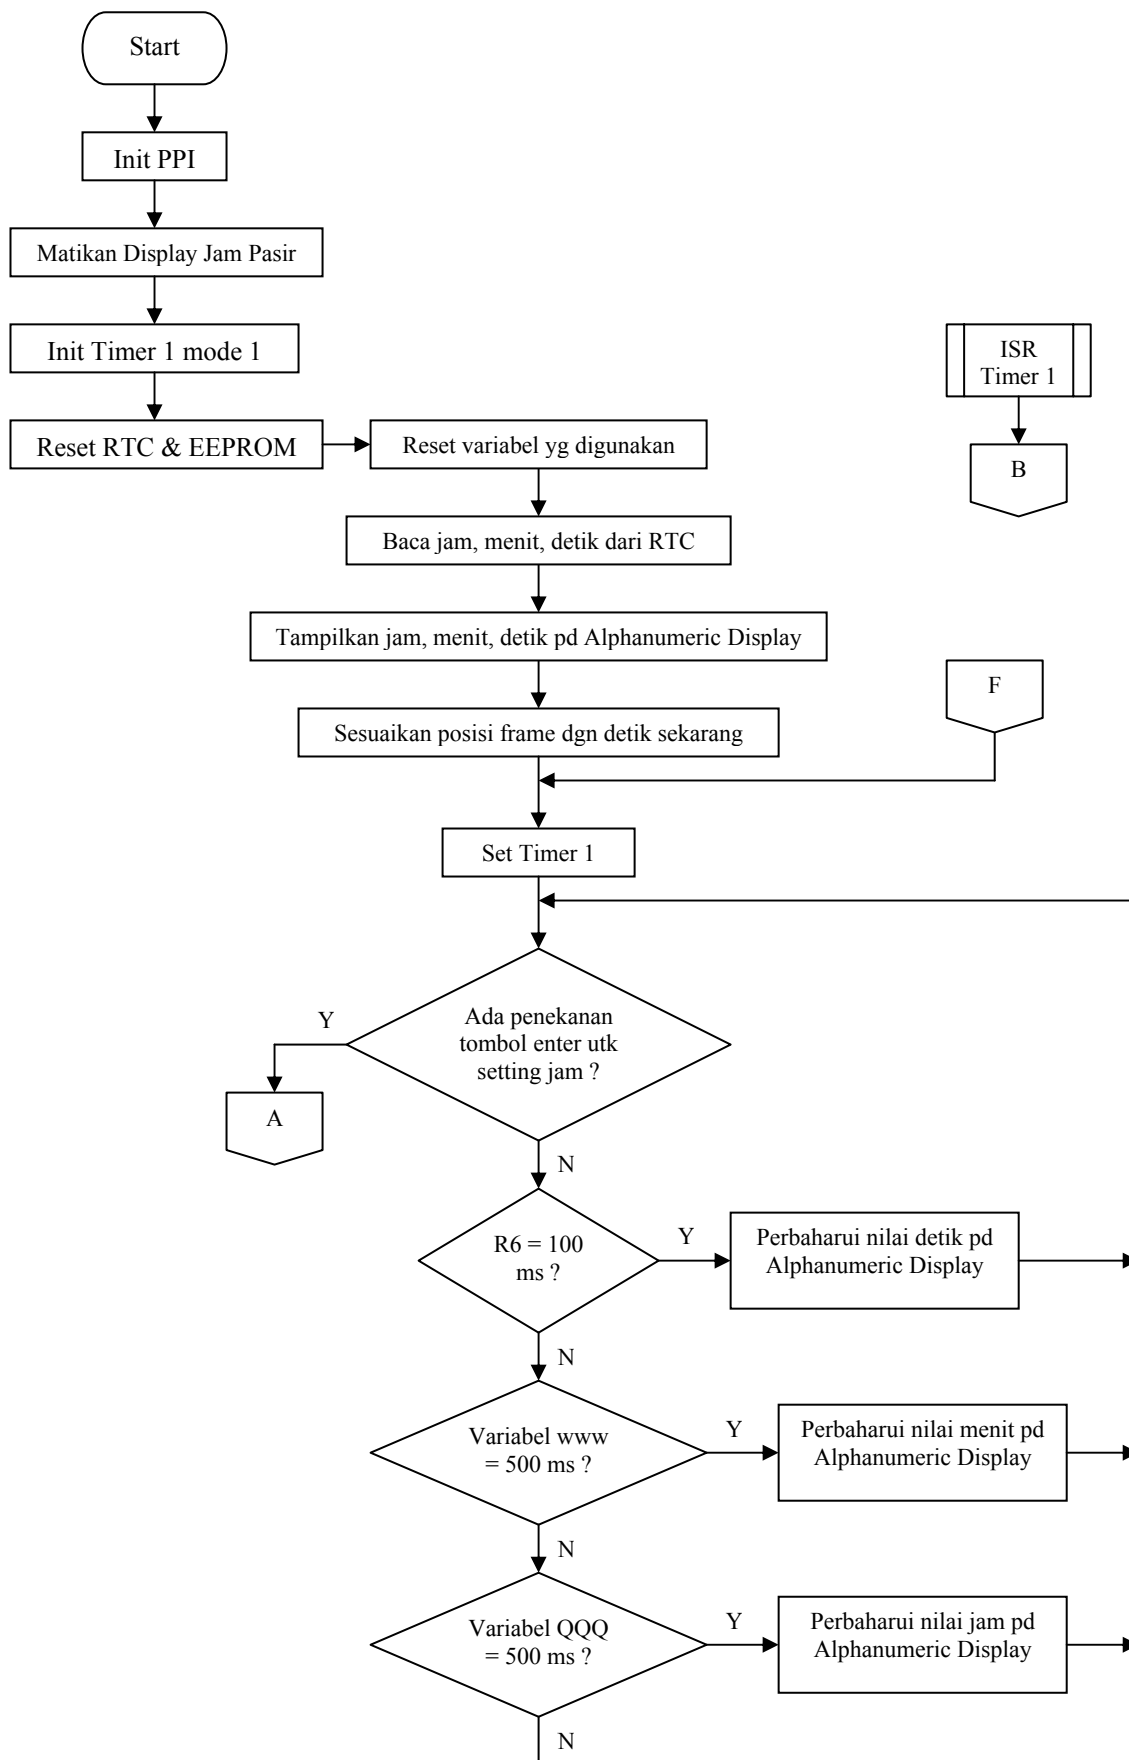 Start
Init PPI
Matikan Display Jam Pasir
Init Timer 1 mode 1
ISR
Timer 1
Reset RTC & EEPROM
Reset variabel yg digunakan
B
Baca jam, menit, detik dari RTC
Tampilkan jam, menit, detik pd Alphanumeric Display
F
Sesuaikan posisi frame dgn detik sekarang
Set Timer 1
Y
Ada penekanan
tombol enter utk
setting jam ?
A
N
R6 = 100
ms ?
Y
Perbaharui nilai detik pd
Alphanumeric Display
N
Variabel www
= 500 ms ?
Y
Perbaharui nilai menit pd
Alphanumeric Display
N
Variabel QQQ
= 500 ms ?
Y
Perbaharui nilai jam pd
Alphanumeric Display
N